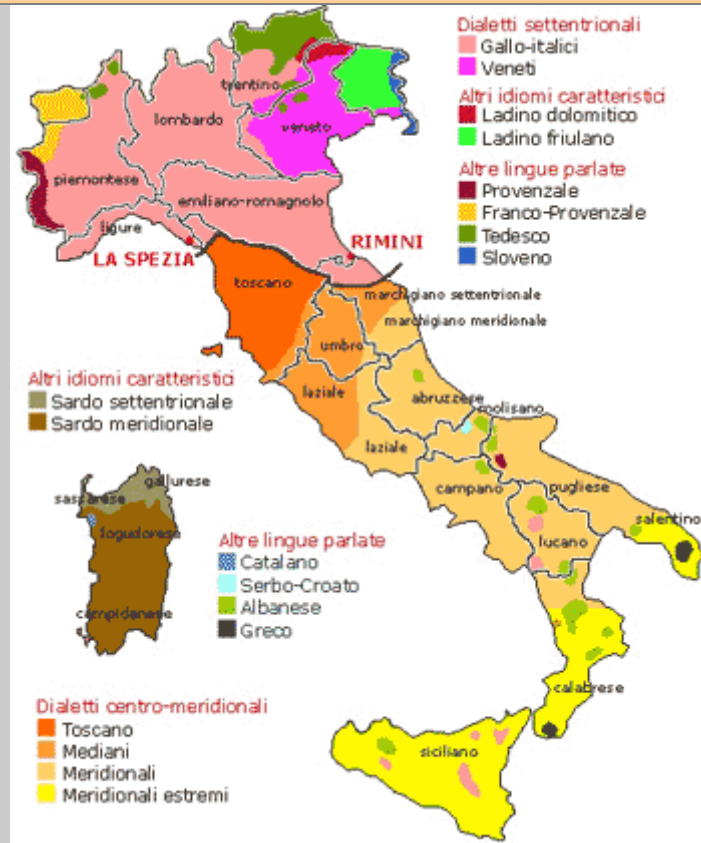 Dialetti settentrionali
Gallo-italici
Veneti
Altri idiomi caratteristici
Ladino dolomitico
Ladino friulano
Altre lingue parlate
Provenzale
Franco-Provenzale
Tedesco
Sloveno
trentino
lombardo
veneto
piemontese
emiliano-romagnolo
ligure
LA SPEZIA
RIMINI
toscano
marchigiano settentrionale
marchigiano meridionale
umbro
laziale
abruzzese
molisano
laziale
campano
pugliese
salentino
lucano
calabrese
siciliano
Altri idiomi caratteristici
Sardo settentrionale
Sardo meridionale
gallurese
sassarese
logudorese
campidanese
Altre lingue parlate
Catalano
Serbo-Croato
Albanese
Greco
Dialetti centro-meridionali
Toscano
Mediani
Meridionali
Meridionali estremi